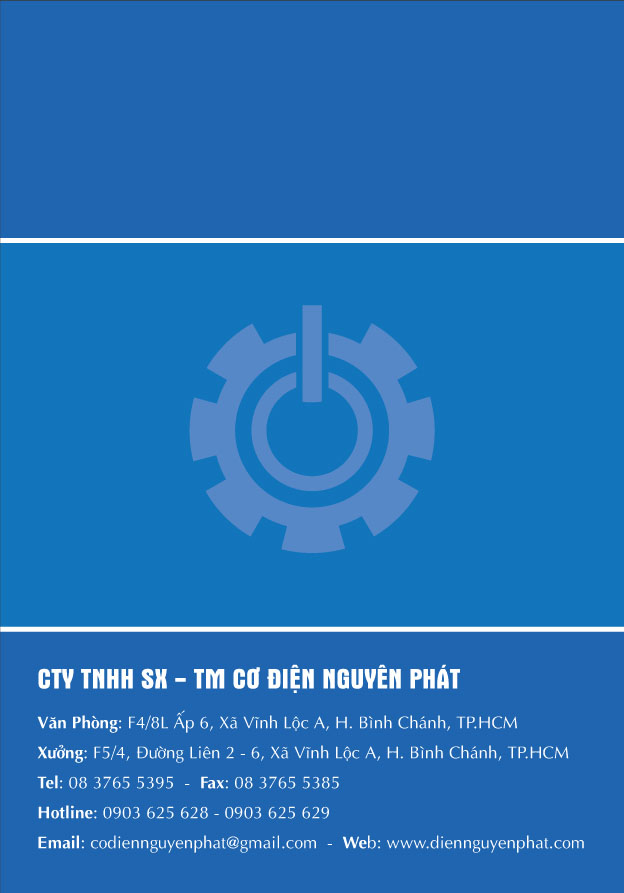 CTY TNHH SX – TM CƠ ĐIỆN NGUYÊN PHÁT
Văn Phòng: F4/8L Ấp 6, Xã Vĩnh Lộc A, H. Bình Chánh, TP.HCM
Xưởng: F5/4, Đường Liên 2 - 6, Xã Vĩnh Lộc A, H. Bình Chánh, TP.HCM
Tel: 08 3765 5395 - Fax: 08 3765 5385
Hotline: 0903 625 628 - 0903 625 629
Email: codiennguyenphat@gmail.com - Web: www.diennguyenphat.com